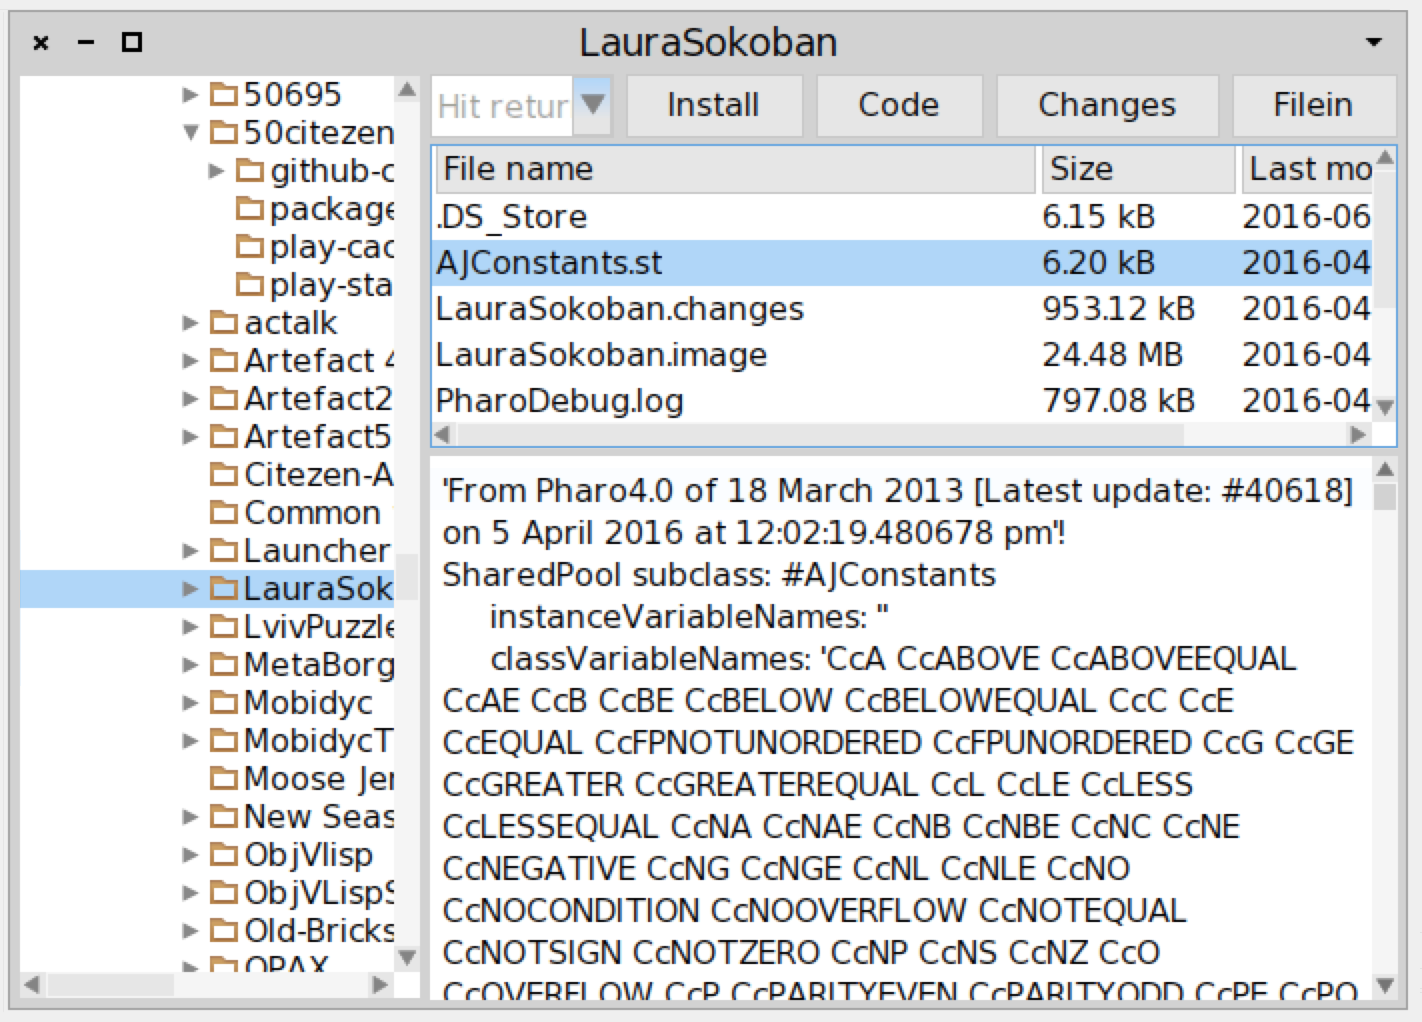 LauraSokoban
50695
50citezen
github-c
package
play-cac
play-sta
actalk
Artefact 4
Artefact2
Artefact5
Citezen-A
Common
Launcher
LauraSok
LvivPuzzle
MetaBorg
Mobidyc
MobidycT
Moose Jer
New Seas
ObjVlisp
ObjVLispS
Old-Bricks
OPAX
Hit retur
Install
Code
Changes
Filein
File name Size Last mo
.DS_Store 6.15 kB 2016-06
AJConstants.st 6.20 kB 2016-04
LauraSokoban.changes 953.12 kB 2016-04
LauraSokoban.image 24.48 MB 2016-04
PharoDebug.log 797.08 kB 2016-04
'From Pharo4.0 of 18 March 2013 [Latest update: #40618]
on 5 April 2016 at 12:02:19.480678 pm'!
SharedPool subclass: #AJConstants
instanceVariableNames: ''
classVariableNames: 'CcA CcABOVE CcABOVEEQUAL
CcAE CcB CcBE CcBELOW CcBELOWEQUAL CcC CcE
CcEQUAL CcFPNOTUNORDERED CcFPUNORDERED CcG CcGE
CcGREATER CcGREATEREQUAL CcL CcLE CcLESS
CcLESSEQUAL CcNA CcNAE CcNB CcNBE CcNC CcNE
CcNEGATIVE CcNG CcNGE CcNL CcNLE CcNO
CcNOCONDITION CcNOOVERFLOW CcNOTEQUAL
CcNOTSIGN CcNOTZERO CcNP CcNS CcNZ CcO
CcOVERFLOW CcP CcPARITYEVEN CcPARITYODD CcPE CcPO